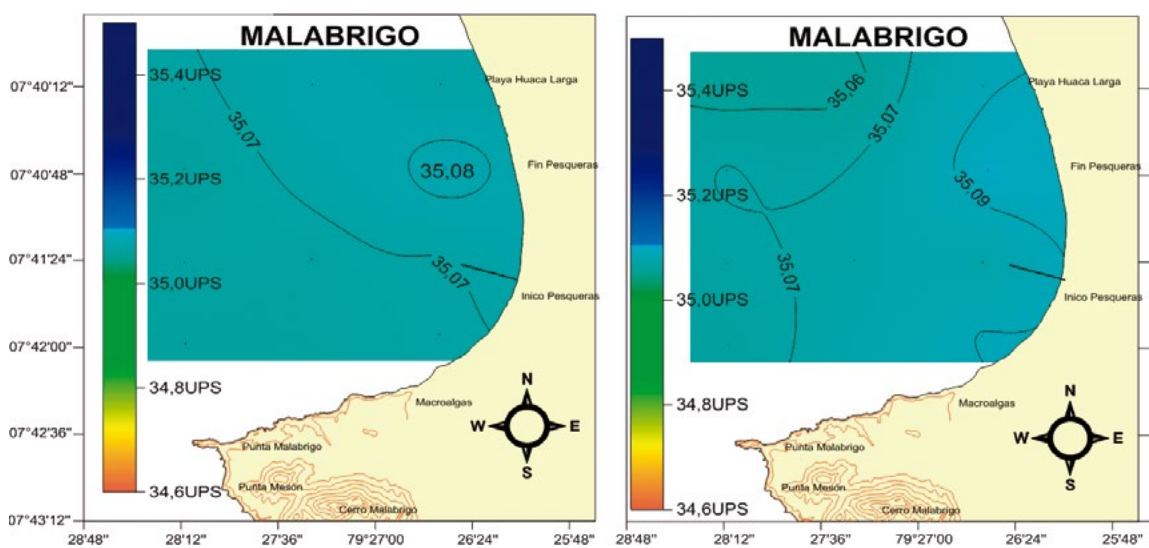 MALABRIGO
35,4UPS
35,2UPS
35,0UPS
34,8UPS
34,6UPS
07°40'12"
07°40'48"
07°41'24"
07°42'00"
07°42'36"
07°43'12"
28'48"
28'12"
27'36"
79°27'00"
26'24"
25'48"
35,07
35,08
35,07
Playa Huaca Larga
Fin Pesqueras
Inico Pesqueras
Macroalgas
Punta Malabrigo
Punta Mesón
Cerro Malabrigo
N
W E
S
MALABRIGO
35,4UPS
35,2UPS
35,0UPS
34,8UPS
34,6UPS
35,06
35,07
35,09
35,07
Playa Huaca Larga
Fin Pesqueras
Inico Pesqueras
Macroalgas
Punta Malabrigo
Punta Mesón
Cerro Malabrigo
N
W E
S
28'48"
28'12"
27'36"
79°27'00"
26'24"
25'48"